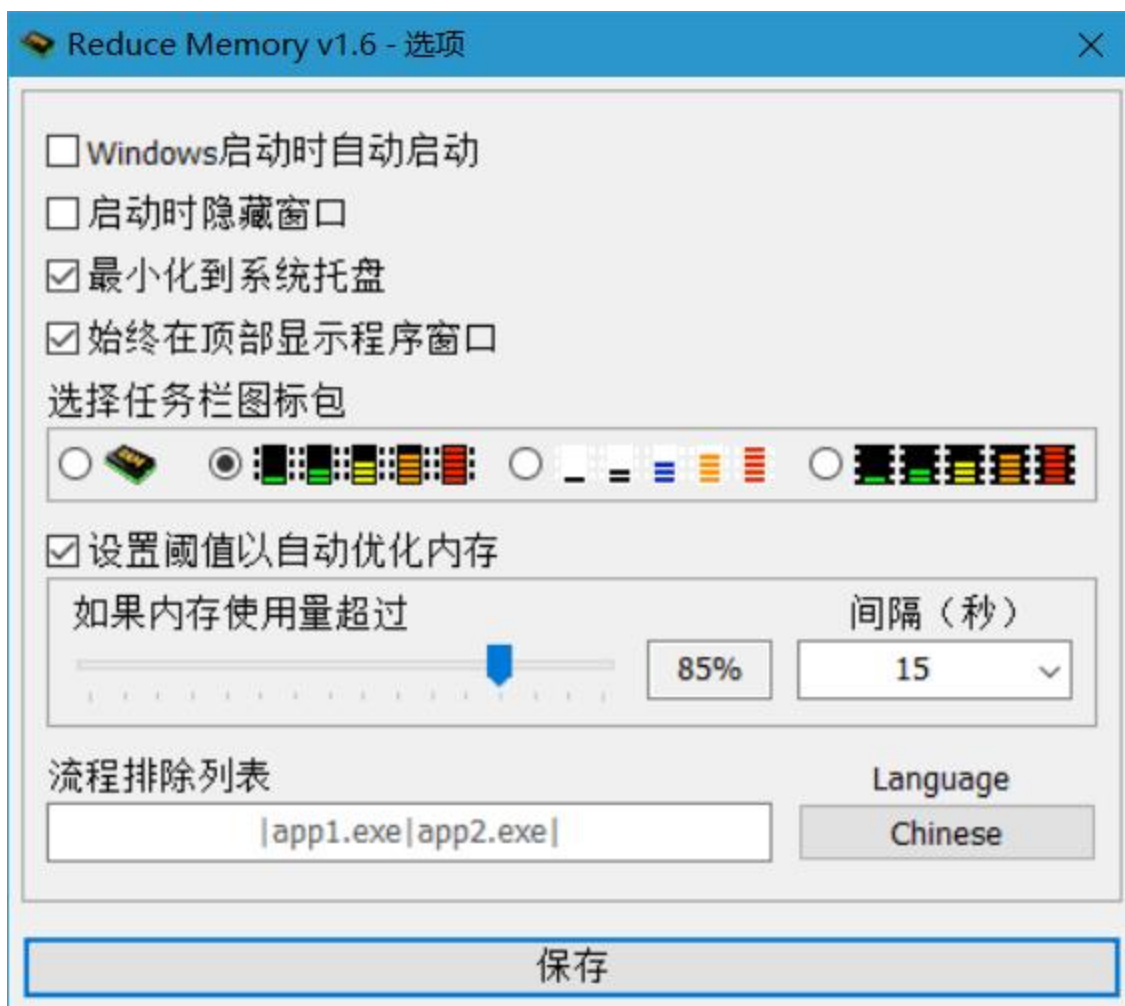 Reduce Memory v1.6 - 选项
Windows启动时自动启动
启动时隐藏窗口
最小化到系统托盘
始终在顶部显示程序窗口
选择任务栏图标包
设置阈值以自动优化内存
如果内存使用量超过
间隔（秒）
85%
15
流程排除列表
Language
|app1.exe|app2.exe|
Chinese
保存